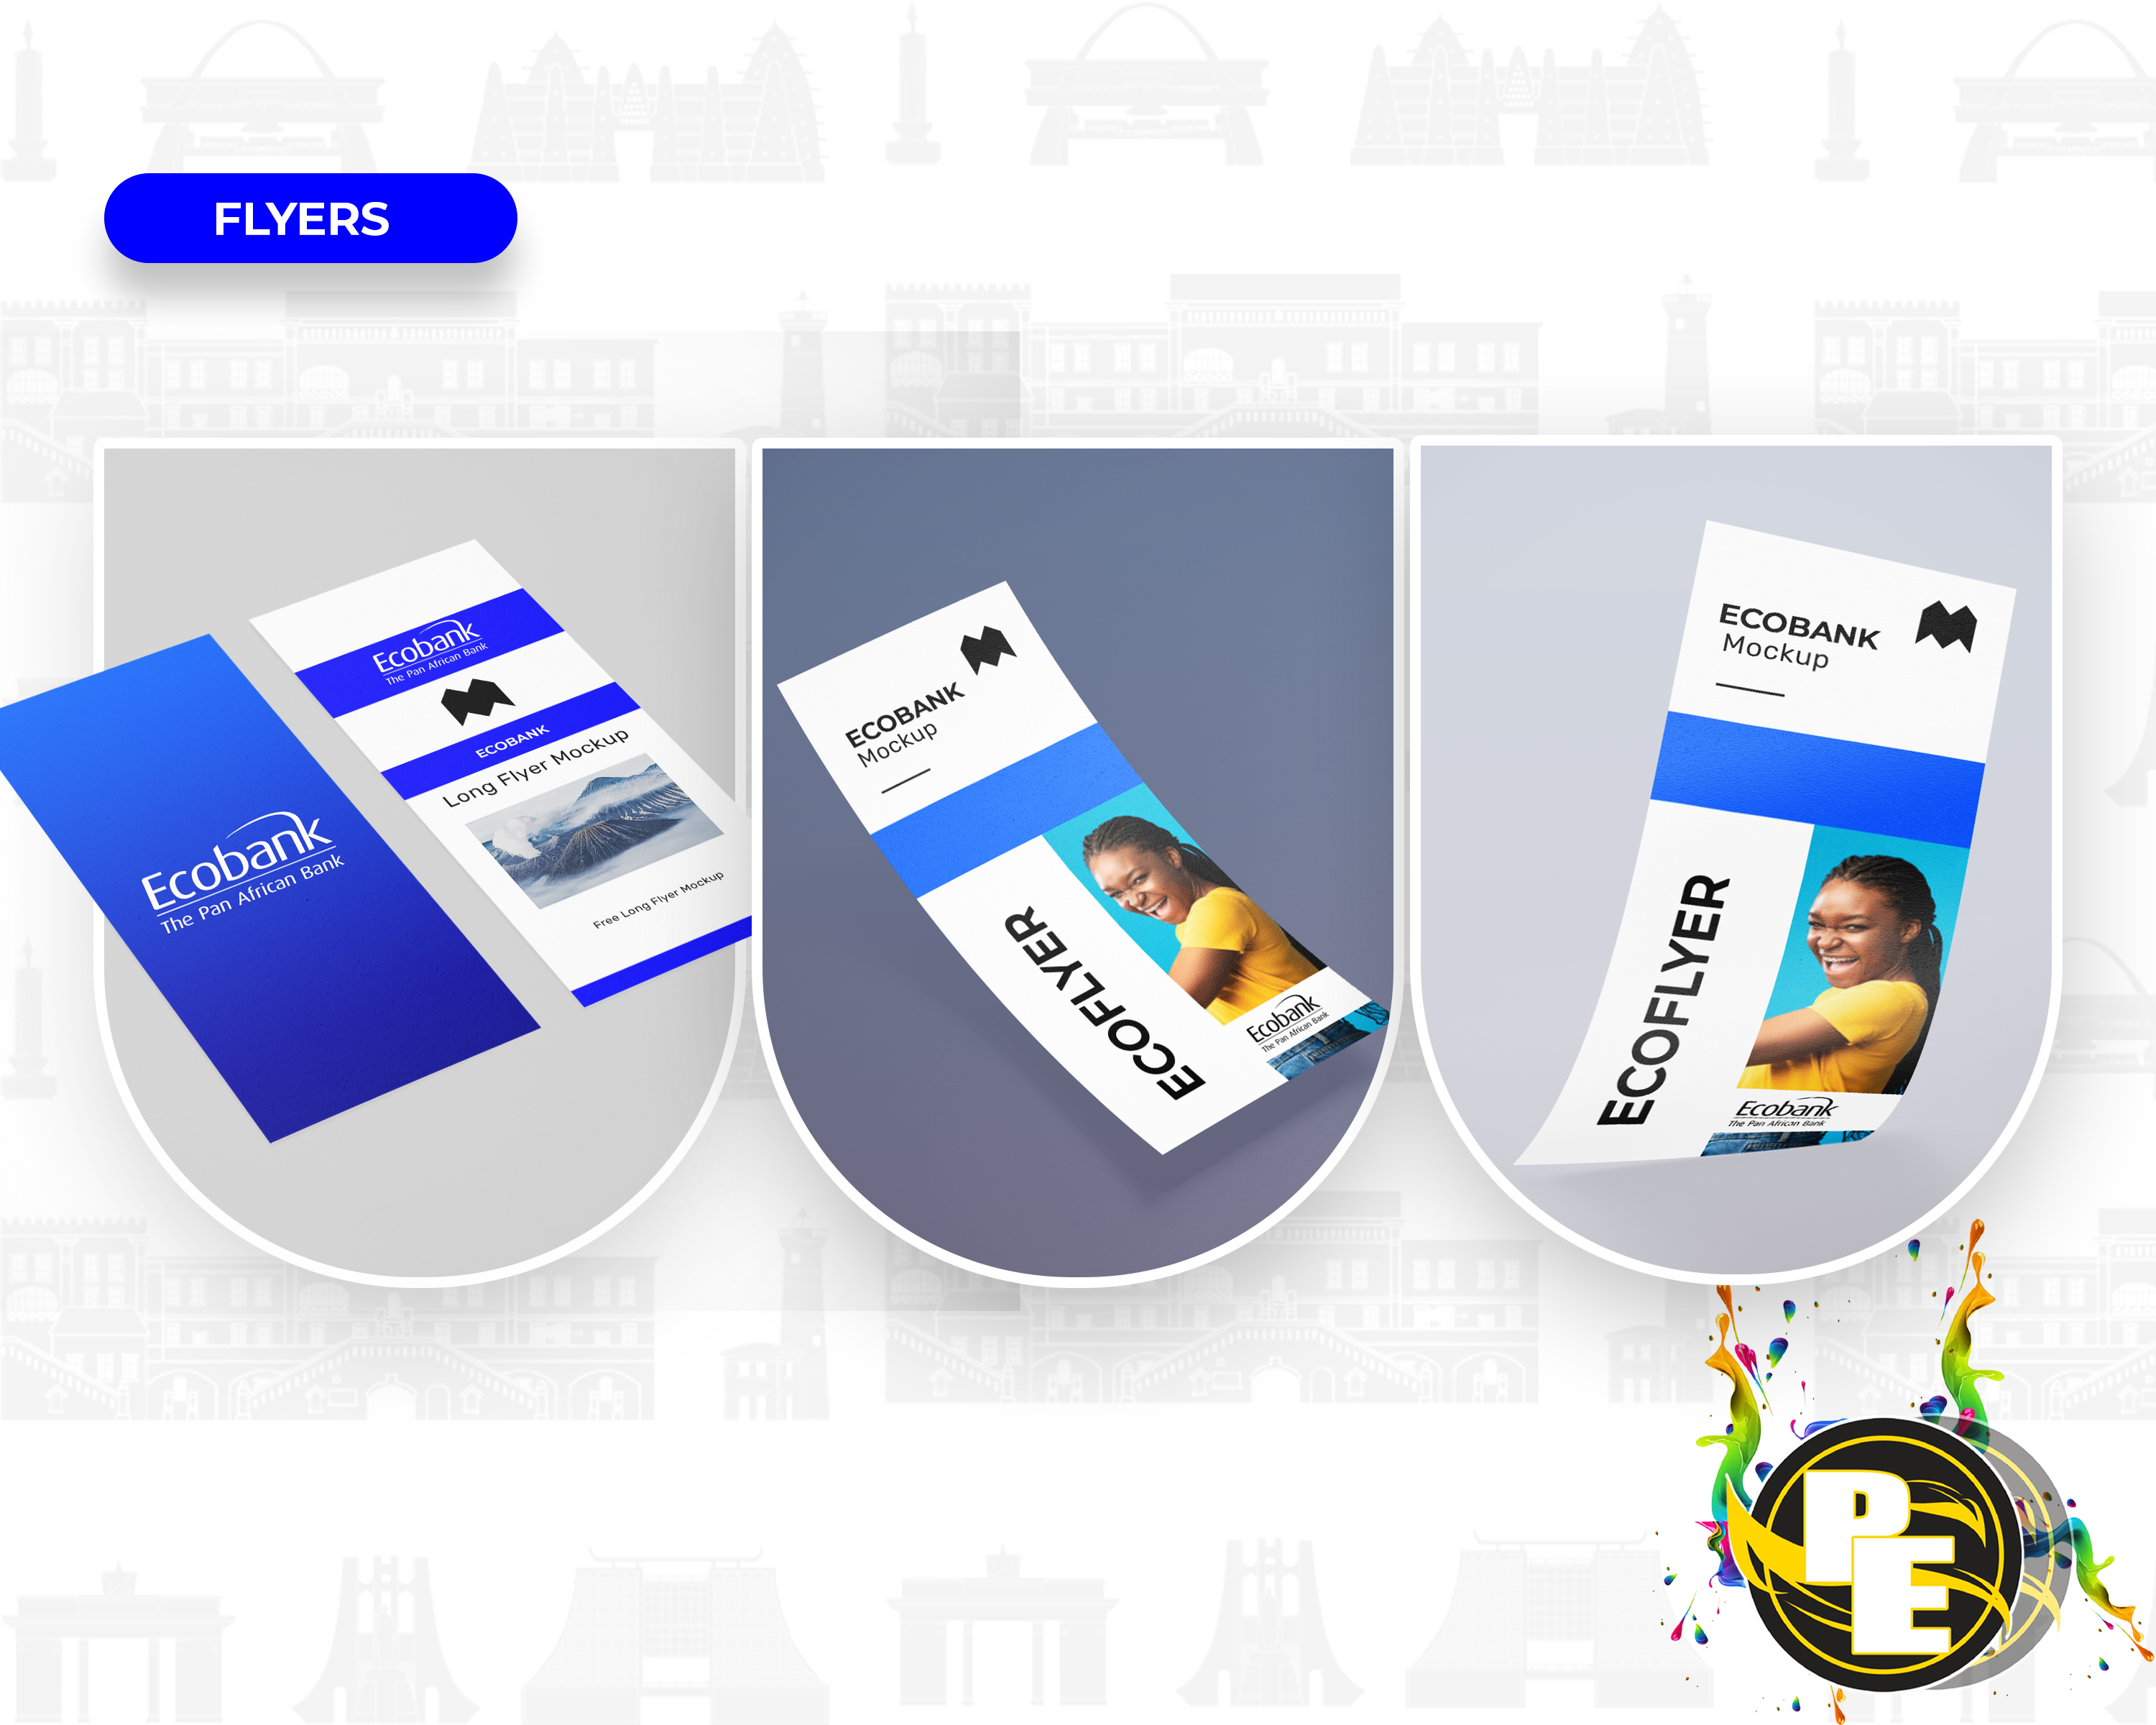 FLYERS
Ecobank
The Pan African Bank
Ecobank
The Pan African Bank
ECOBANK
Long Flyer Mockup
Free Long Flyer Mockup
ECOBANK
Mockup
ECOFLYER
Ecobank
The Pan African Bank
ECOBANK
Mockup
ECOFLYER
Ecobank
The Pan African Bank
PE